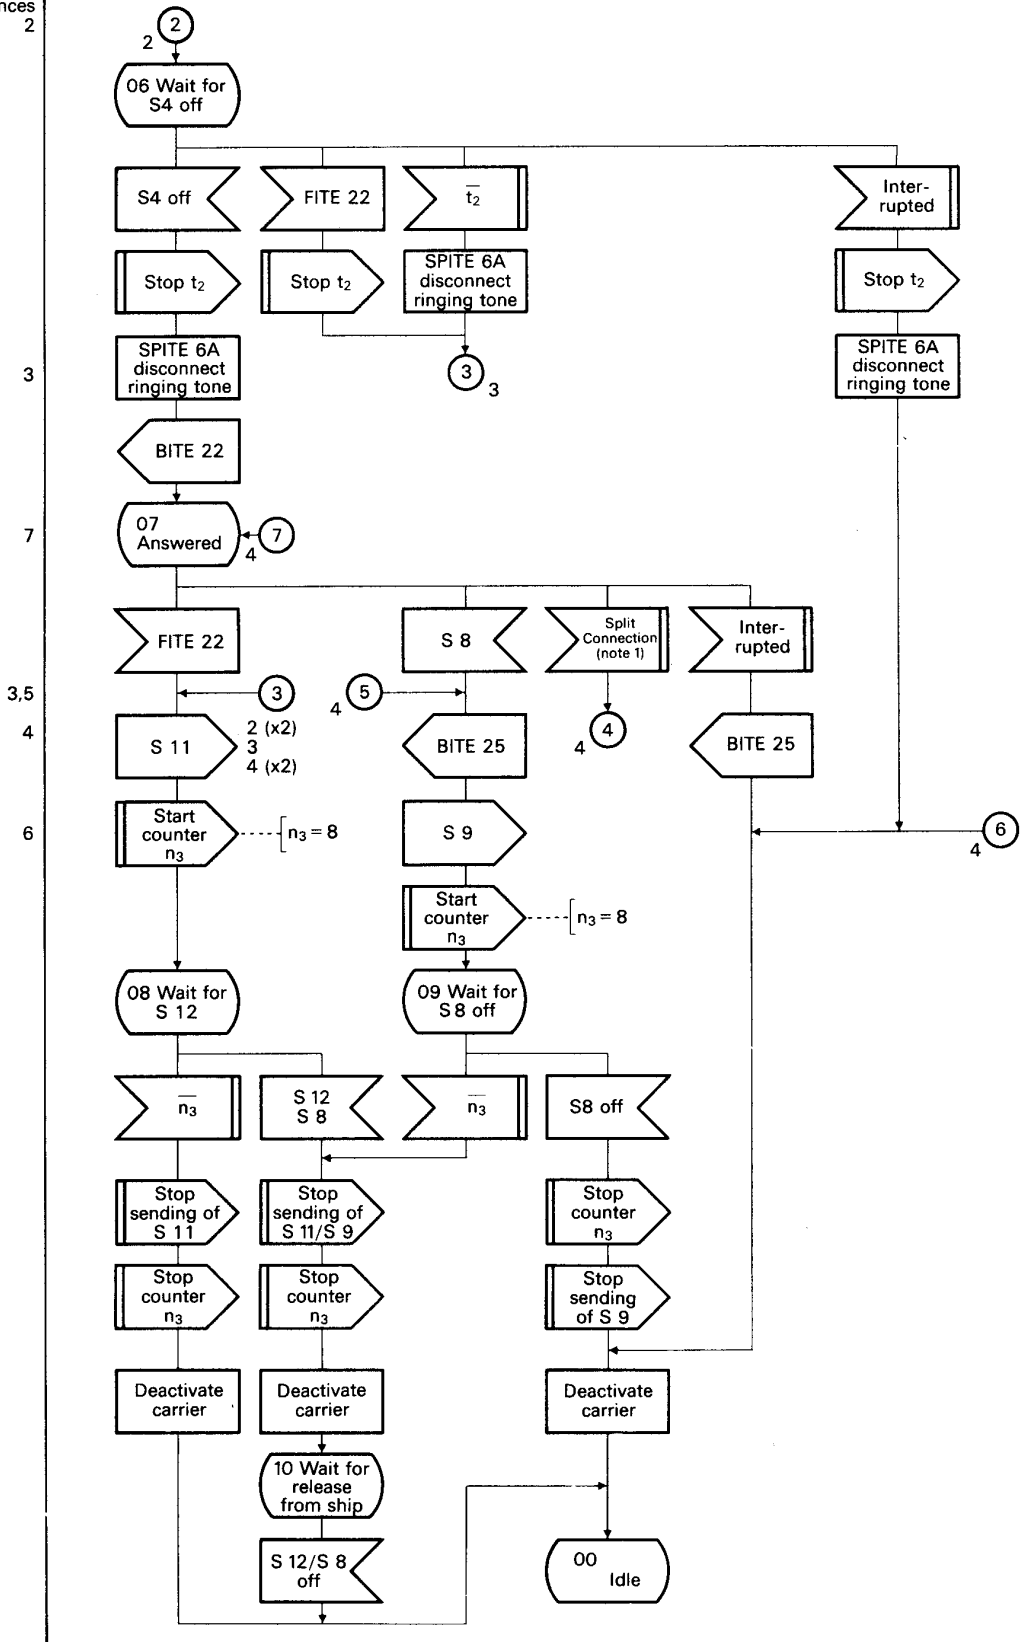 nces
2
2
2
06 Wait for
S4 off
S4 off
FITE 22
t2
Inter-
rupted
Stop t2
Stop t2
SPITE 6A
disconnect
ringing tone
Stop t2
3
SPITE 6A
disconnect
ringing tone
3
3
SPITE 6A
disconnect
ringing tone
BITE 22
7
07
Answered
7
4
FITE 22
S 8
Split
Connection
(note 1)
Inter-
rupted
3,5
3
5
4
4
S 11
2 (x2)
3
4 (x2)
BITE 25
4
4
BITE 25
6
Start
counter
n3
n3 = 8
S 9
6
4
Start
counter
n3
n3 = 8
08 Wait for
S 12
09 Wait for
S8 off
n3
S 12
S 8
n3
S8 off
Stop
sending of
S 11
Stop
sending of
S 11/S 9
Stop
counter
n3
Stop
counter
n3
Stop
counter
n3
Stop
sending
of S 9
Deactivate
carrier
Deactivate
carrier
Deactivate
carrier
10 Wait for
release
from ship
S 12/S 8
off
00
Idle